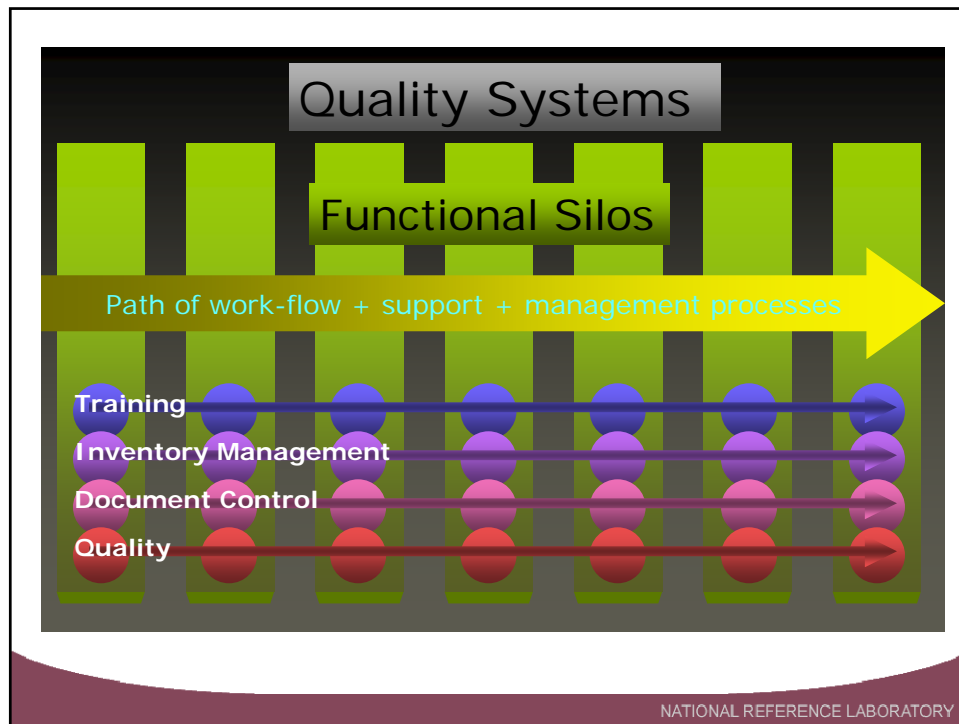 Quality Systems
Functional Silos
Path of work-flow + support + management processes
Training
Inventory Management
Document Control
Quality
NATIONAL REFERENCE LABORATORY